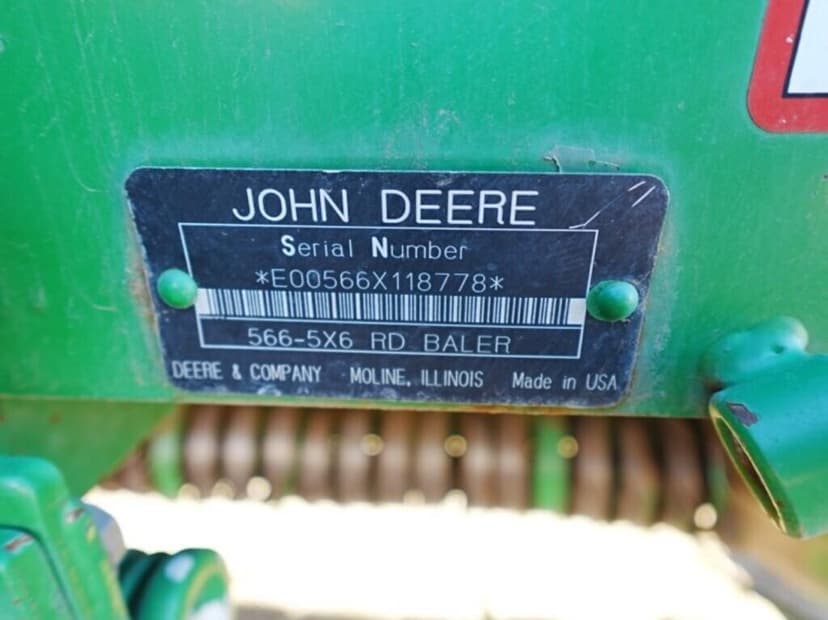 JOHN DEERE
Serial Number
*E00566X118778*
566-5X6 RD BALER
DEERE & COMPANY MOLINE, ILLINOIS Made in USA